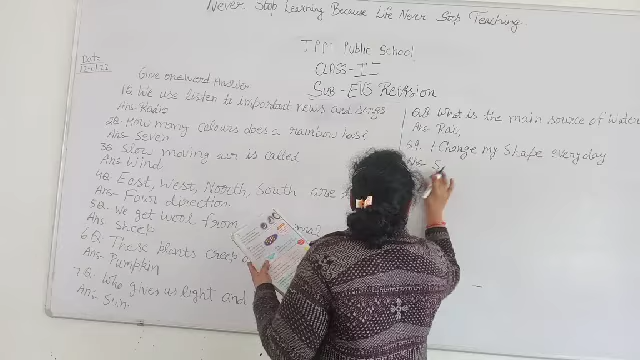 Never Stop Learning Because Life Never Stop Teaching
Public School
CLASS-II
Sub-EVS Revision
Give one word Answer
1Q. We use listen to important news and songs
Ans- Radio
2Q. How many colours does a rainbow have?
Ans- Seven
3Q. Slow moving air is called
Ans- Wind
4Q. East, West, North, South are
Ans- Four direction
5Q. We get wool from
Ans- Sheep
6Q. These plants creep
Ans- Pumpkin
7Q. Who gives us light and
Ans- Sun
Q8. What is the main source of water
Ans- Rain
Q9. I Change my Shape everyday
Ans- S